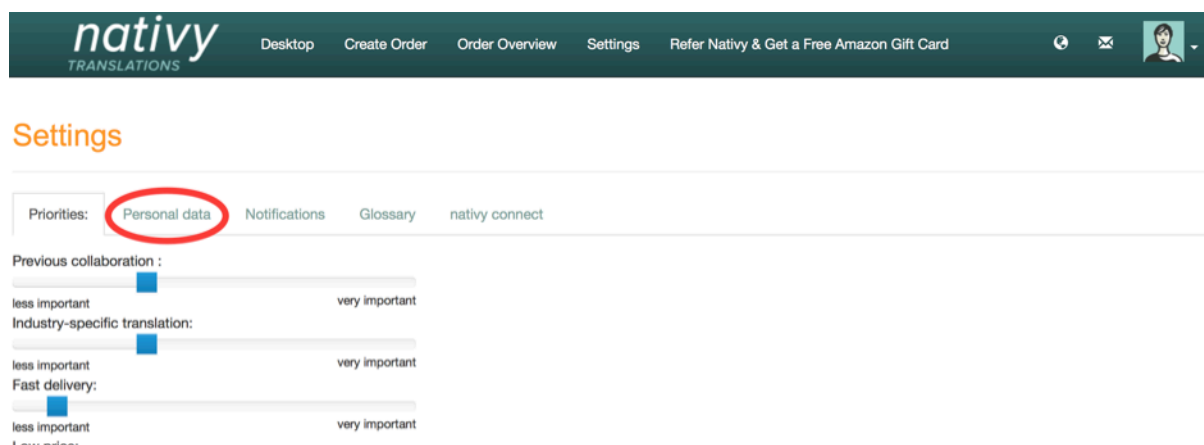 nativy
TRANSLATIONS
Desktop Create Order Order Overview Settings Refer Nativy & Get a Free Amazon Gift Card
Settings
Priorities: Personal data Notifications Glossary nativy connect
Previous collaboration :
less important very important
Industry-specific translation:
less important very important
Fast delivery:
less important very important
Low price: